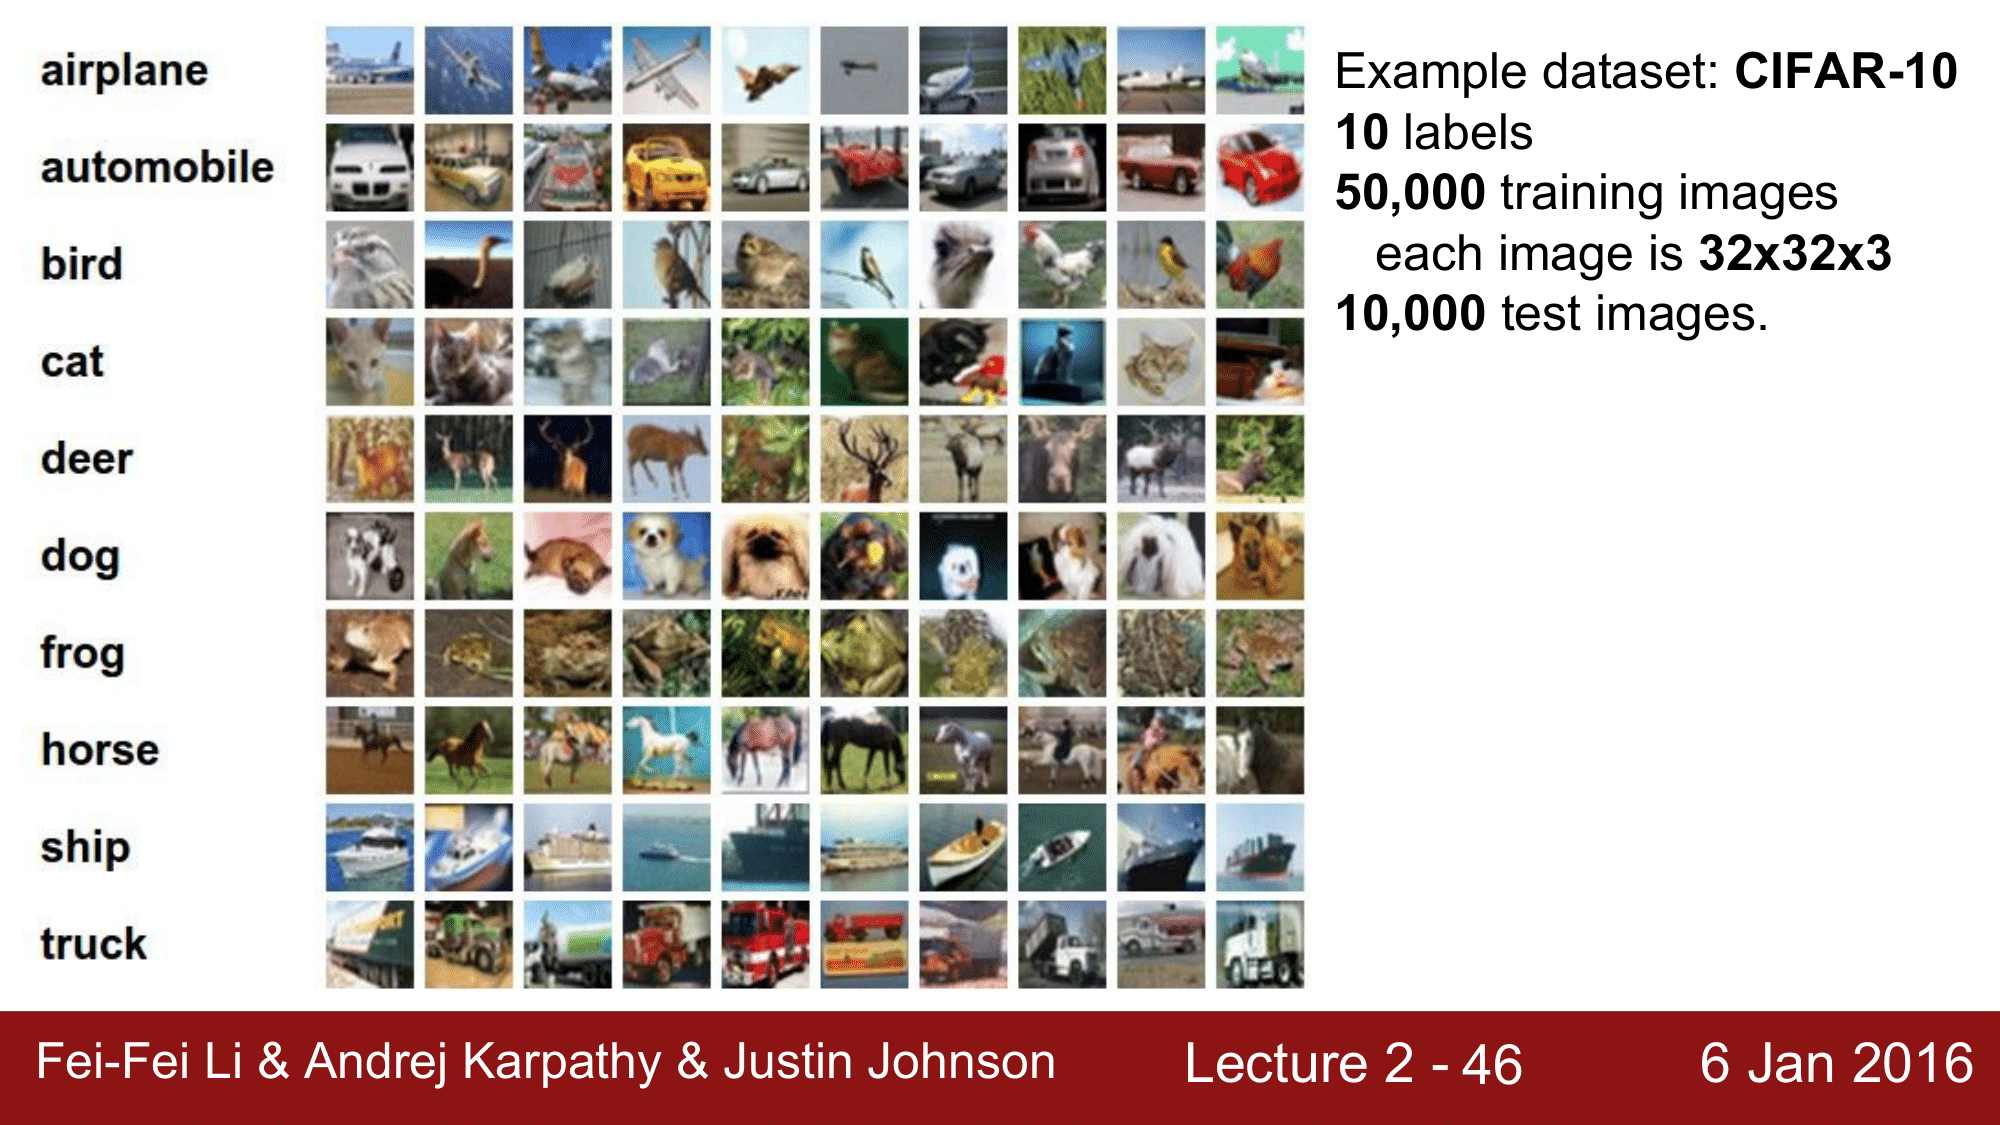 airplane
automobile
bird
cat
deer
dog
frog
horse
ship
truck
Example dataset: CIFAR-10
10 labels
50,000 training images
each image is 32x32x3
10,000 test images.
Fei-Fei Li & Andrej Karpathy & Justin Johnson
Lecture 2 - 46
6 Jan 2016